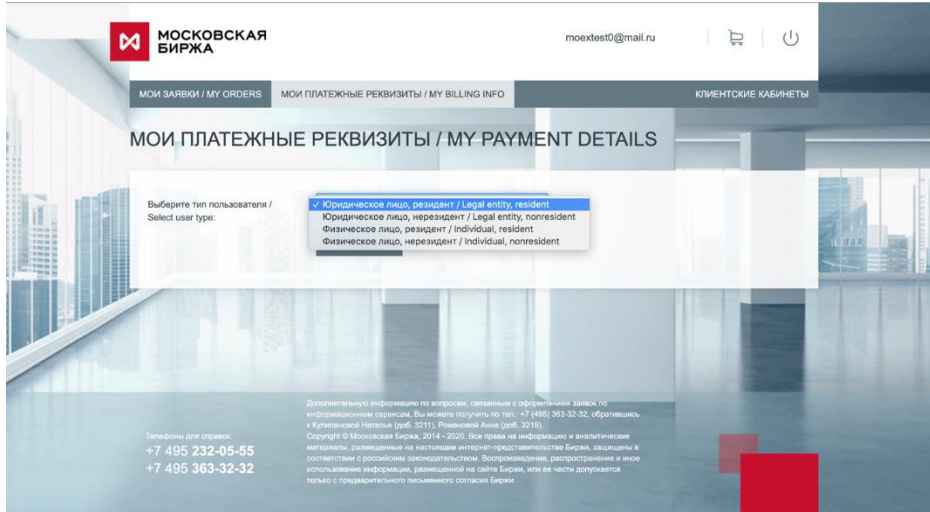 МОСКОВСКАЯ
БИРЖА
moextest0@mail.ru
МОИ ЗАЯВКИ / MY ORDERS
МОИ ПЛАТЕЖНЫЕ РЕКВИЗИТЫ / MY BILLING INFO
КЛИЕНТСКИЕ КАБИНЕТЫ
МОИ ПЛАТЕЖНЫЕ РЕКВИЗИТЫ / MY PAYMENT DETAILS
Выберите тип пользователя /
Select user type:
✓ Юридическое лицо, резидент / Legal entity, resident
Юридическое лицо, нерезидент / Legal entity, nonresident
Физическое лицо, резидент / Individual, resident
Физическое лицо, нерезидент / Individual, nonresident
Телефоны для справок:
+7 495 232-05-55
+7 495 363-32-32
Дополнительную информацию по вопросам, связанным с оформлением заявок по
информационным сервисам, Вы можете получить по тел.: +7 (495) 363-32-32, обратившись
к Кулипановой Наталье (доб. 3211), Романовой Анне (доб. 3219).
Copyright © Московская Биржа, 2014 - 2020. Все права на информацию и аналитические
материалы, размещенные на настоящем интернет-представительстве Биржи, защищены в
соответствии с российским законодательством. Воспроизведение, распространение и иное
использование информации, размещенной на сайте Биржи, или ее части допускается
только с предварительного письменного согласия Биржи.